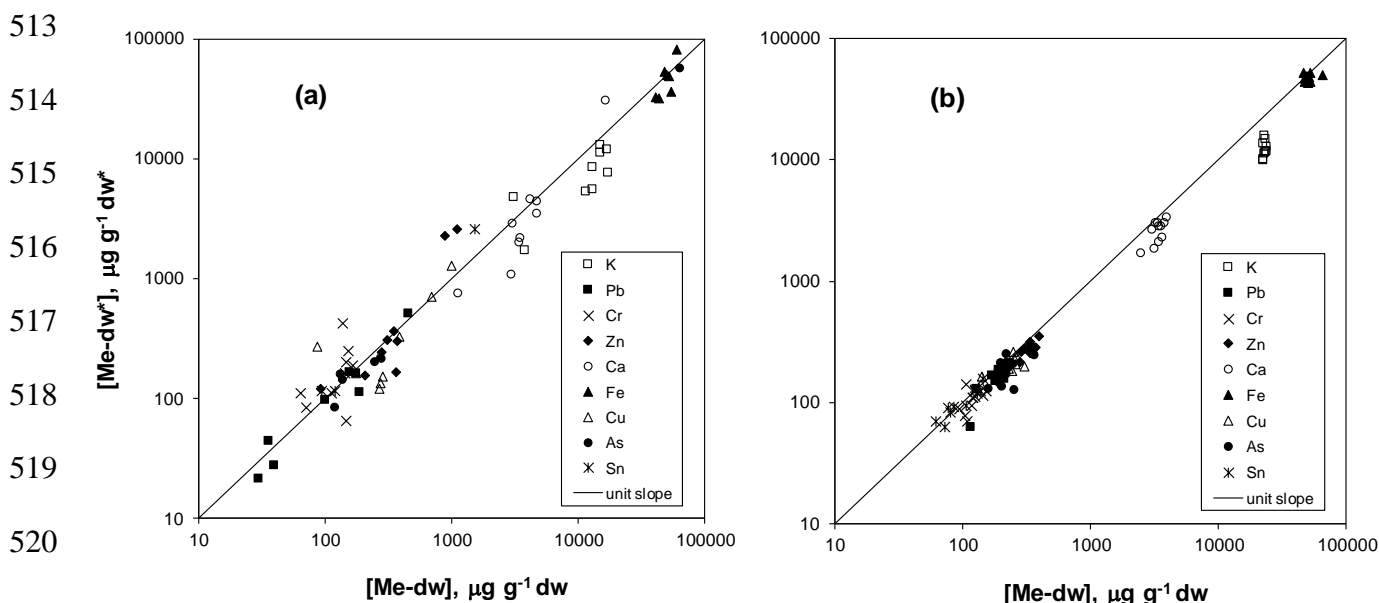 513
514
515
516
517
518
519
520
[Me-dw*], μg g-1 dw*
100000
10000
1000
100
10
(a)
K
Pb
Cr
Zn
Ca
Fe
Cu
As
Sn
unit slope
10 100 1000 10000 100000
[Me-dw], μg g-1 dw
100000
10000
1000
100
10
(b)
K
Pb
Cr
Zn
Ca
Fe
Cu
As
Sn
unit slope
10 100 1000 10000 100000
[Me-dw], μg g-1 dw